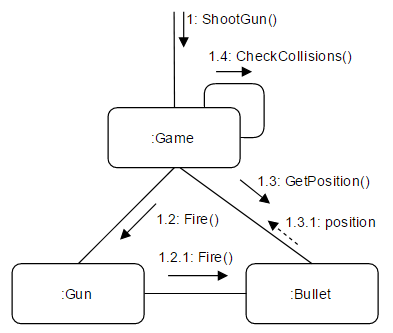 1: ShootGun()
1.4: CheckCollisions()
:Game
1.3: GetPosition()
1.2: Fire()
1.3.1: position
1.2.1: Fire()
:Gun
:Bullet